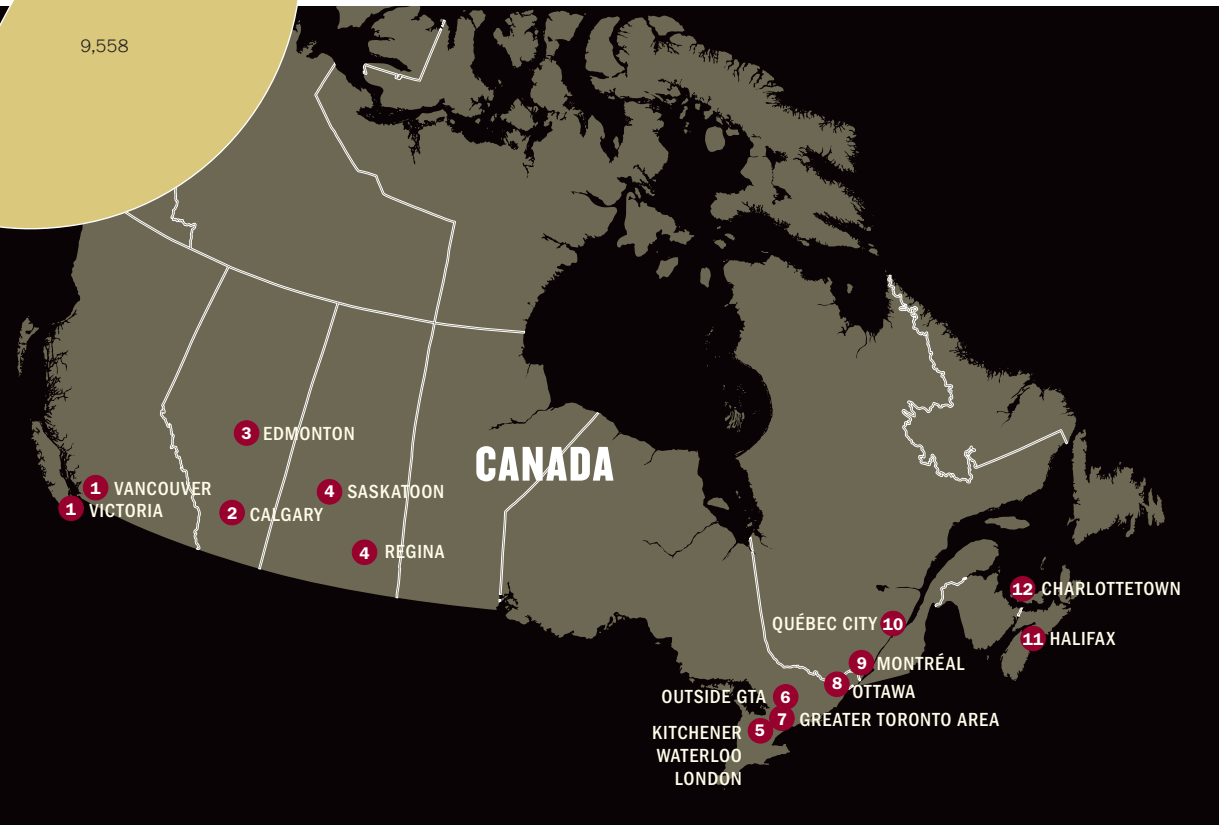 9,558
3 EDMONTON
CANADA
1 VANCOUVER
4 SASKATOON
1 VICTORIA
2 CALGARY
4 REGINA
12 CHARLOTTETOWN
QUÉBEC CITY 10
11 HALIFAX
9 MONTRÉAL
8 OTTAWA
OUTSIDE GTA 6
7 GREATER TORONTO AREA
KITCHENER 5
WATERLOO
LONDON